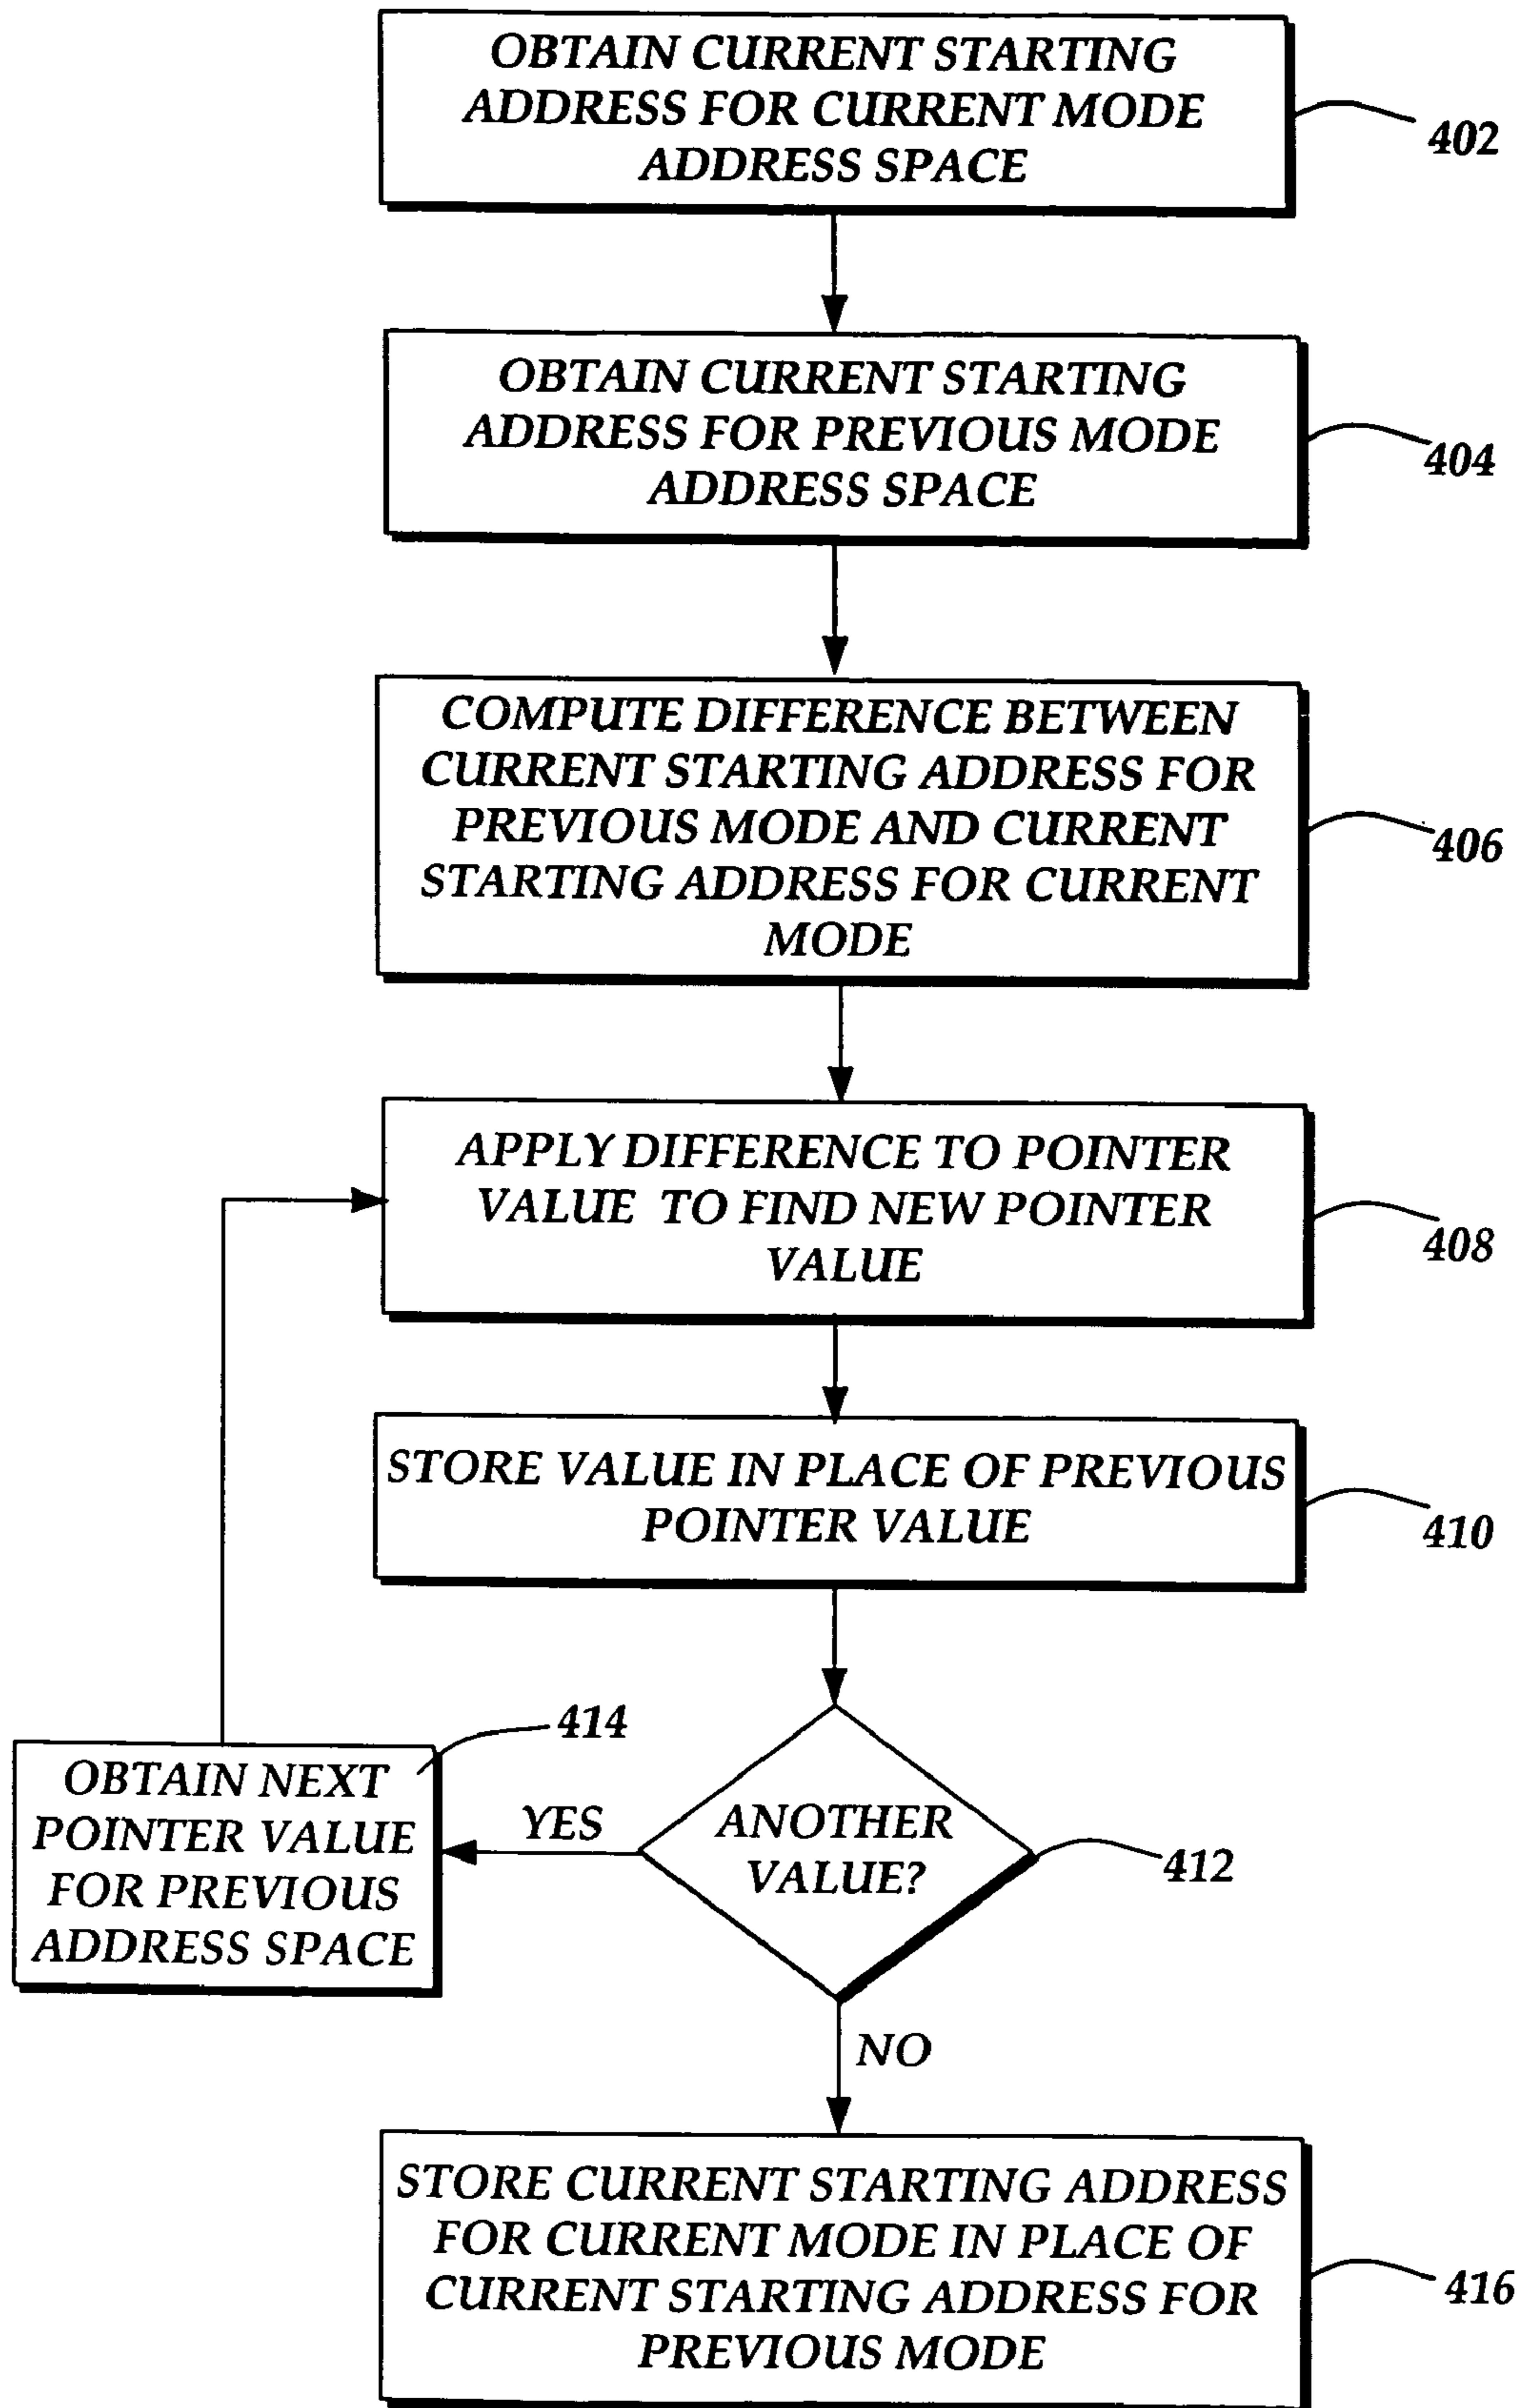 OBTAIN CURRENT STARTING
ADDRESS FOR CURRENT MODE
ADDRESS SPACE
402
OBTAIN CURRENT STARTING
ADDRESS FOR PREVIOUS MODE
ADDRESS SPACE
404
COMPUTE DIFFERENCE BETWEEN
CURRENT STARTING ADDRESS FOR
PREVIOUS MODE AND CURRENT
STARTING ADDRESS FOR CURRENT
MODE
406
APPLY DIFFERENCE TO POINTER
VALUE TO FIND NEW POINTER
VALUE
408
STORE VALUE IN PLACE OF PREVIOUS
POINTER VALUE
410
414
OBTAIN NEXT
POINTER VALUE
FOR PREVIOUS
ADDRESS SPACE
YES
ANOTHER
VALUE?
412
NO
STORE CURRENT STARTING ADDRESS
FOR CURRENT MODE IN PLACE OF
CURRENT STARTING ADDRESS FOR
PREVIOUS MODE
416